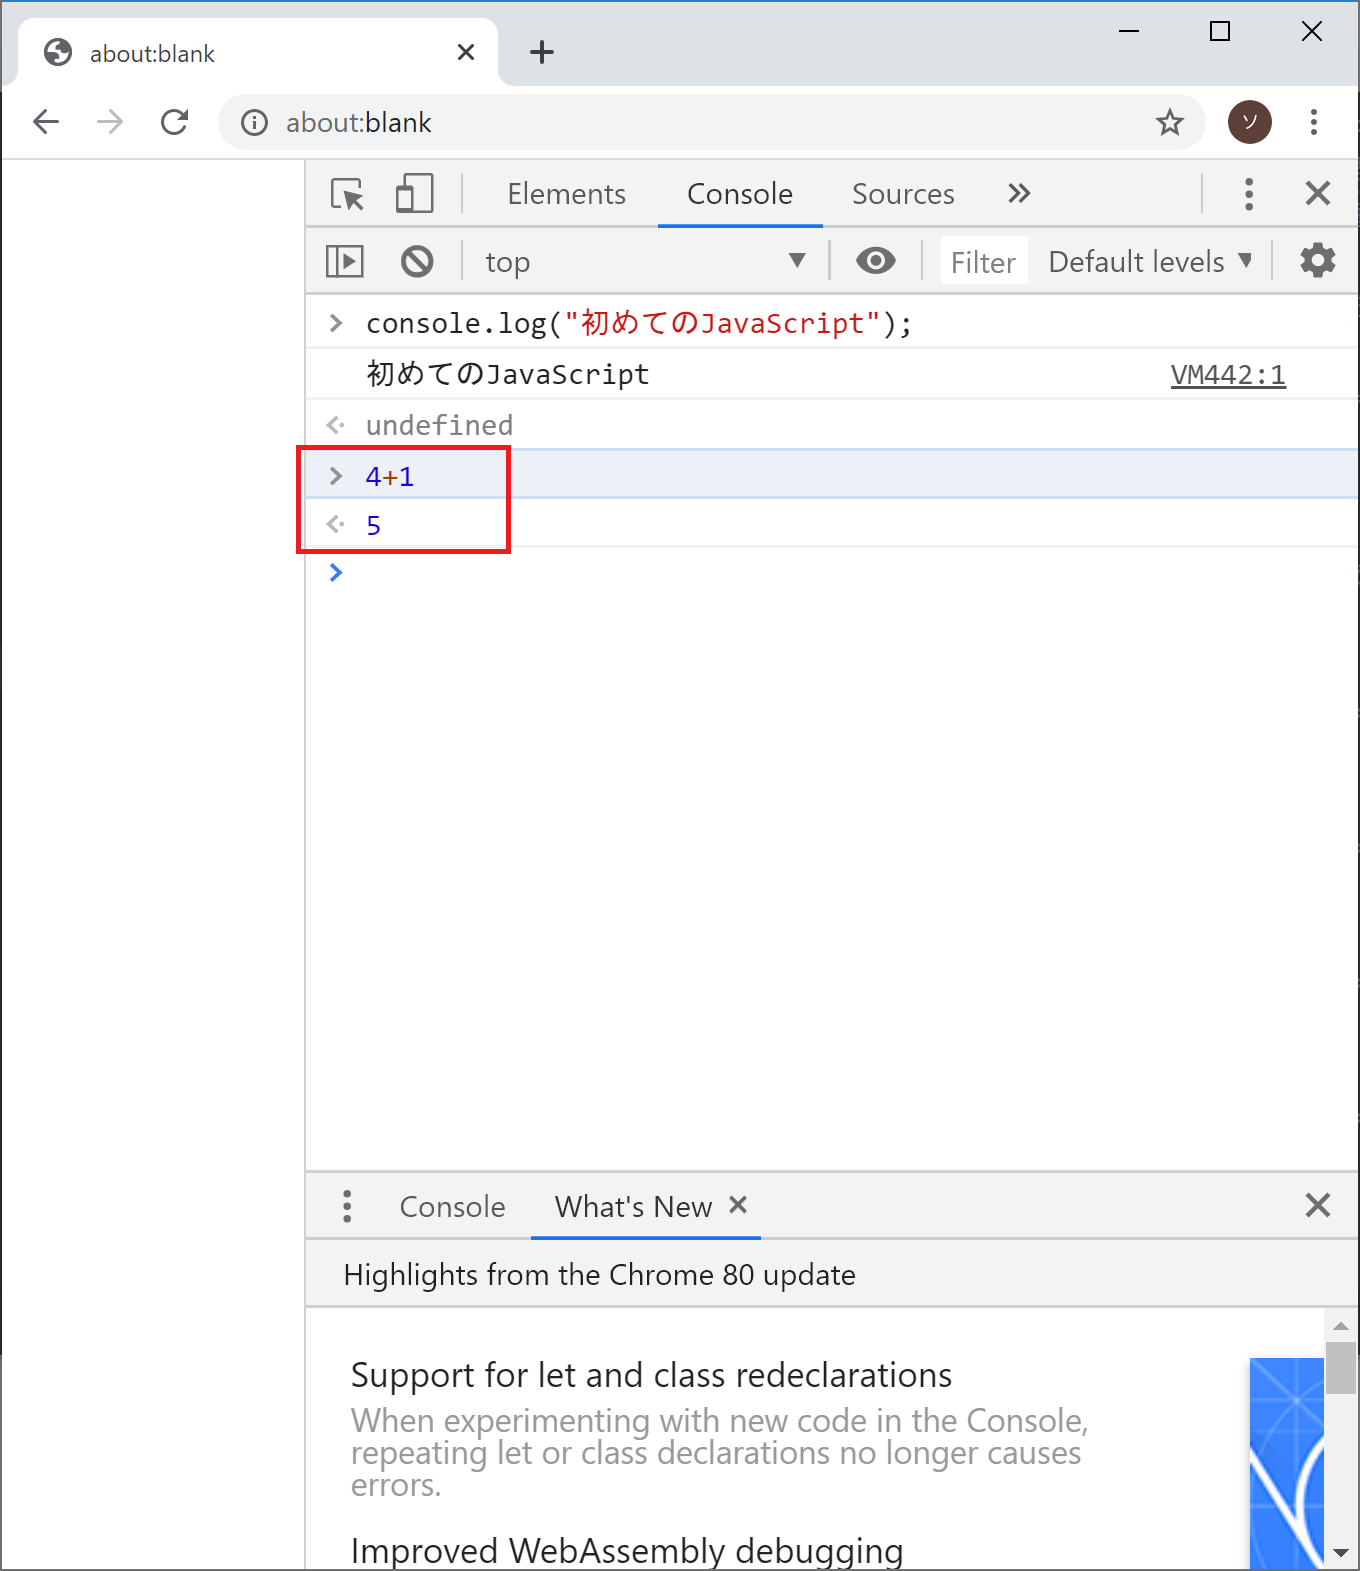 about:blank
about:blank
ソ
Elements Console Sources
top Filter Default levels
console.log("初めてのJavaScript");
初めてのJavaScript VM442:1
undefined
4+1
5
Console What's New
Highlights from the Chrome 80 update
Support for let and class redeclarations
When experimenting with new code in the Console,
repeating let or class declarations no longer causes
errors.
Improved WebAssembly debugging